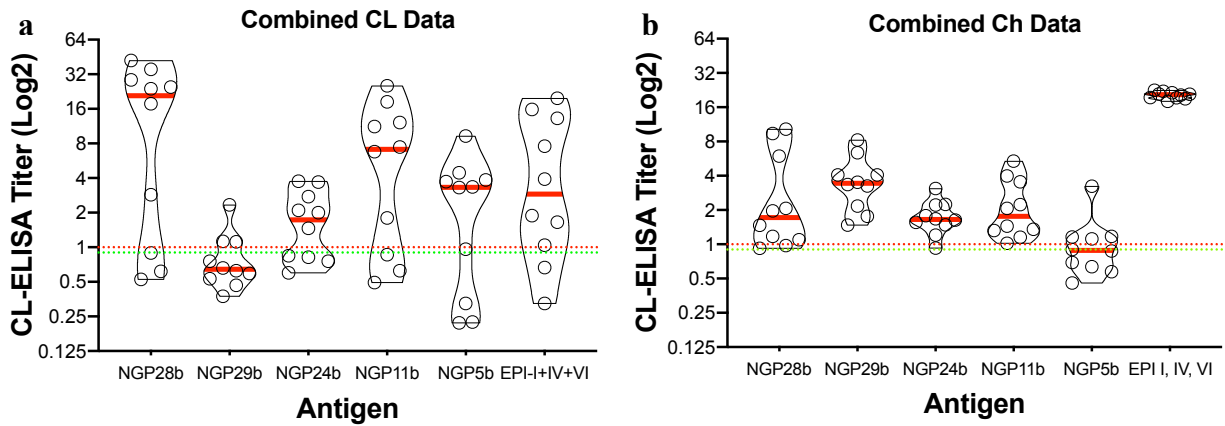 a
Combined CL Data
CL-ELISA Titer (Log2)
64
32
16
8
4
2
1
0.5
0.25
0.125
NGP28b NGP29b NGP24b NGP11b NGP5b EPI-I+IV+VI
Antigen
b
Combined Ch Data
CL-ELISA Titer (Log2)
64
32
16
8
4
2
1
0.5
0.25
0.125
NGP28b NGP29b NGP24b NGP11b NGP5b EPI I, IV, VI
Antigen